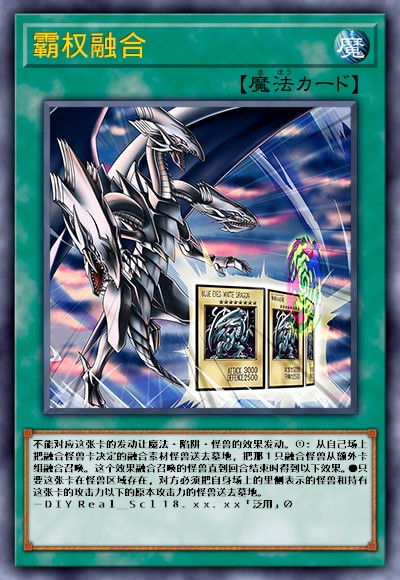 霸权融合
魔
【魔法カード】
まほう
BLUE EYES WHITE DRAGON
ATTACK 3000
DEFENCE2500
不能对应这张卡的发动让魔法·陷阱·怪兽的效果发动。①:从自己场上
把融合怪兽卡决定的融合素材怪兽送去墓地,把那1只融合怪兽从额外卡
组融合召唤。这个效果融合召唤的怪兽直到回合结束时得到以下效果。●只
要这张卡在怪兽区域存在,对方必须把自身场上的里侧表示的怪兽和持有
这张卡的攻击力以下的原本攻击力的怪兽送去墓地。
－DIYReal_Scl18.xx.xx「泛用」Ø